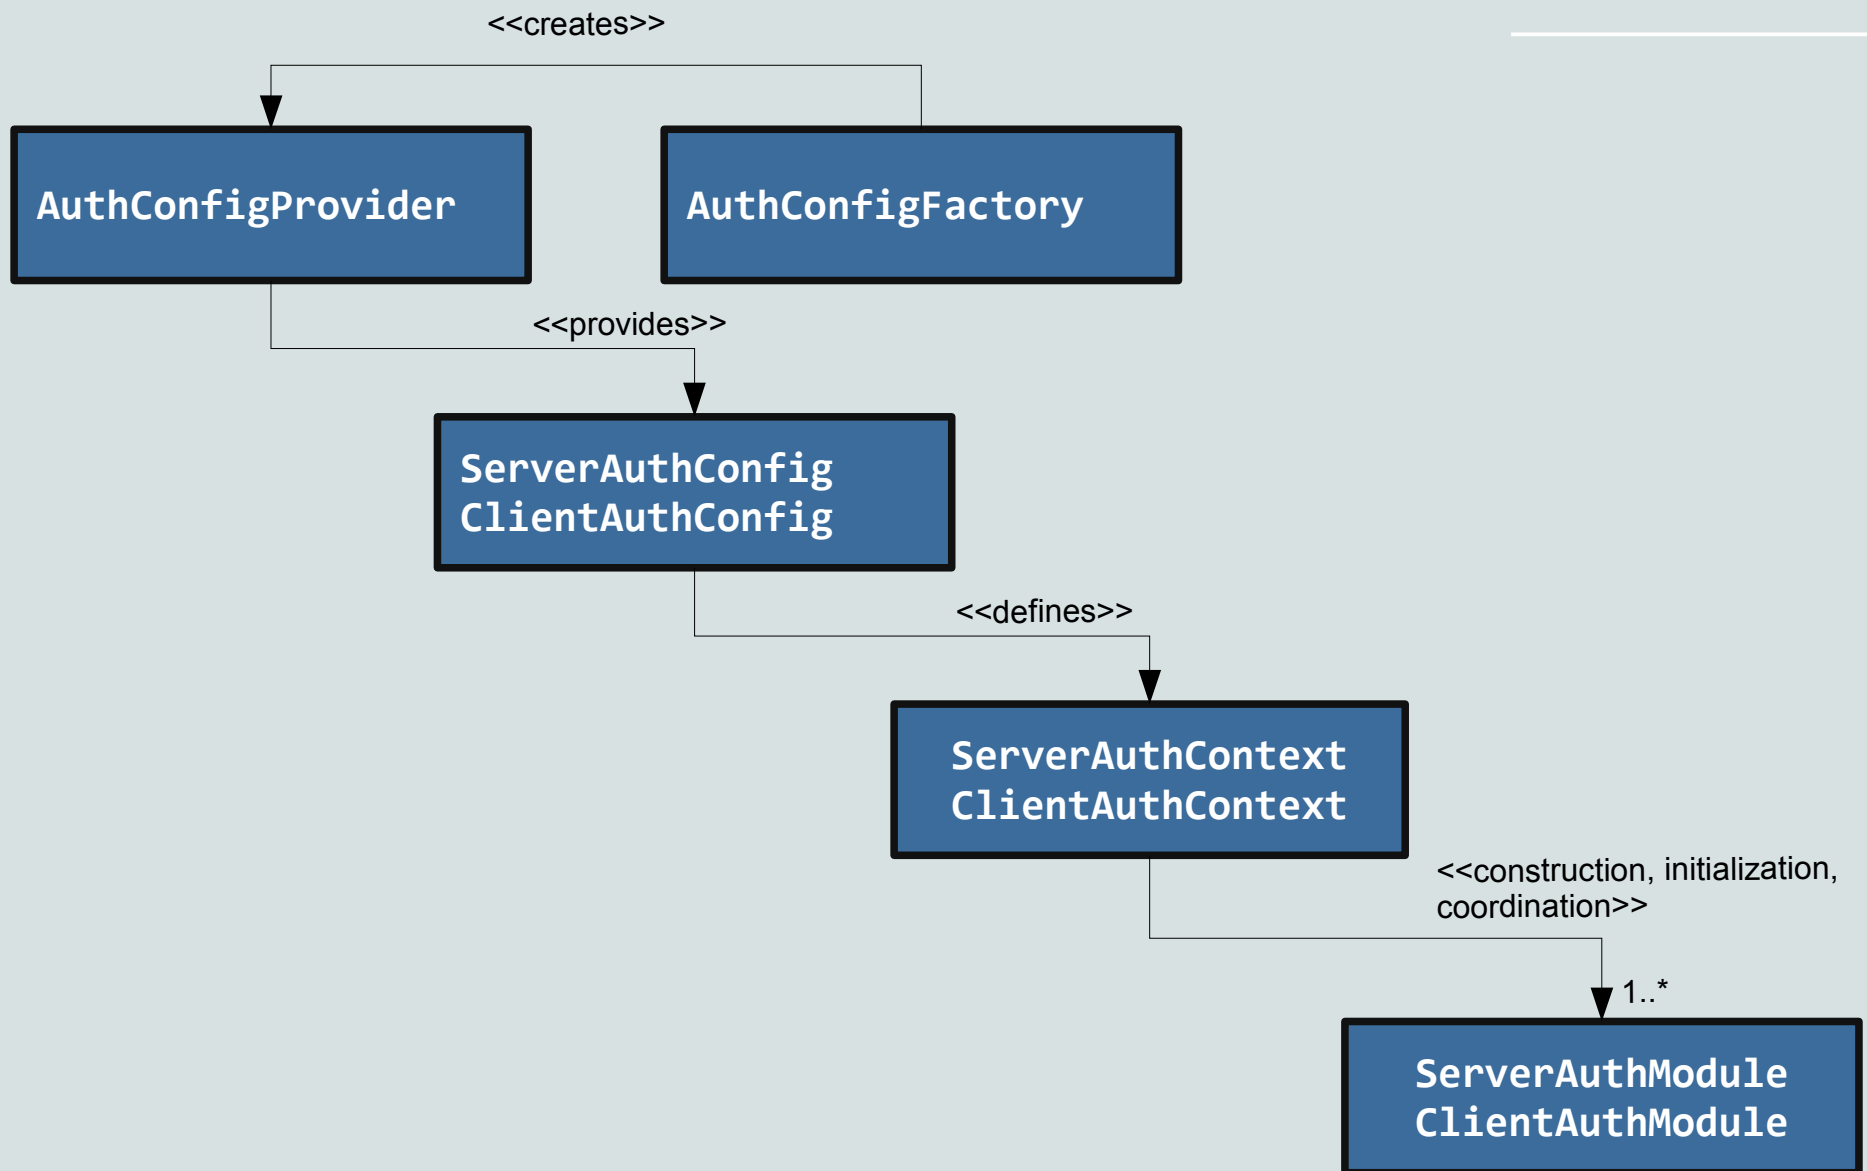 <<creates>>
AuthConfigProvider
AuthConfigFactory
<<provides>>
ServerAuthConfig
ClientAuthConfig
<<defines>>
ServerAuthContext
ClientAuthContext
<<construction, initialization,
coordination>>
1..*
ServerAuthModule
ClientAuthModule